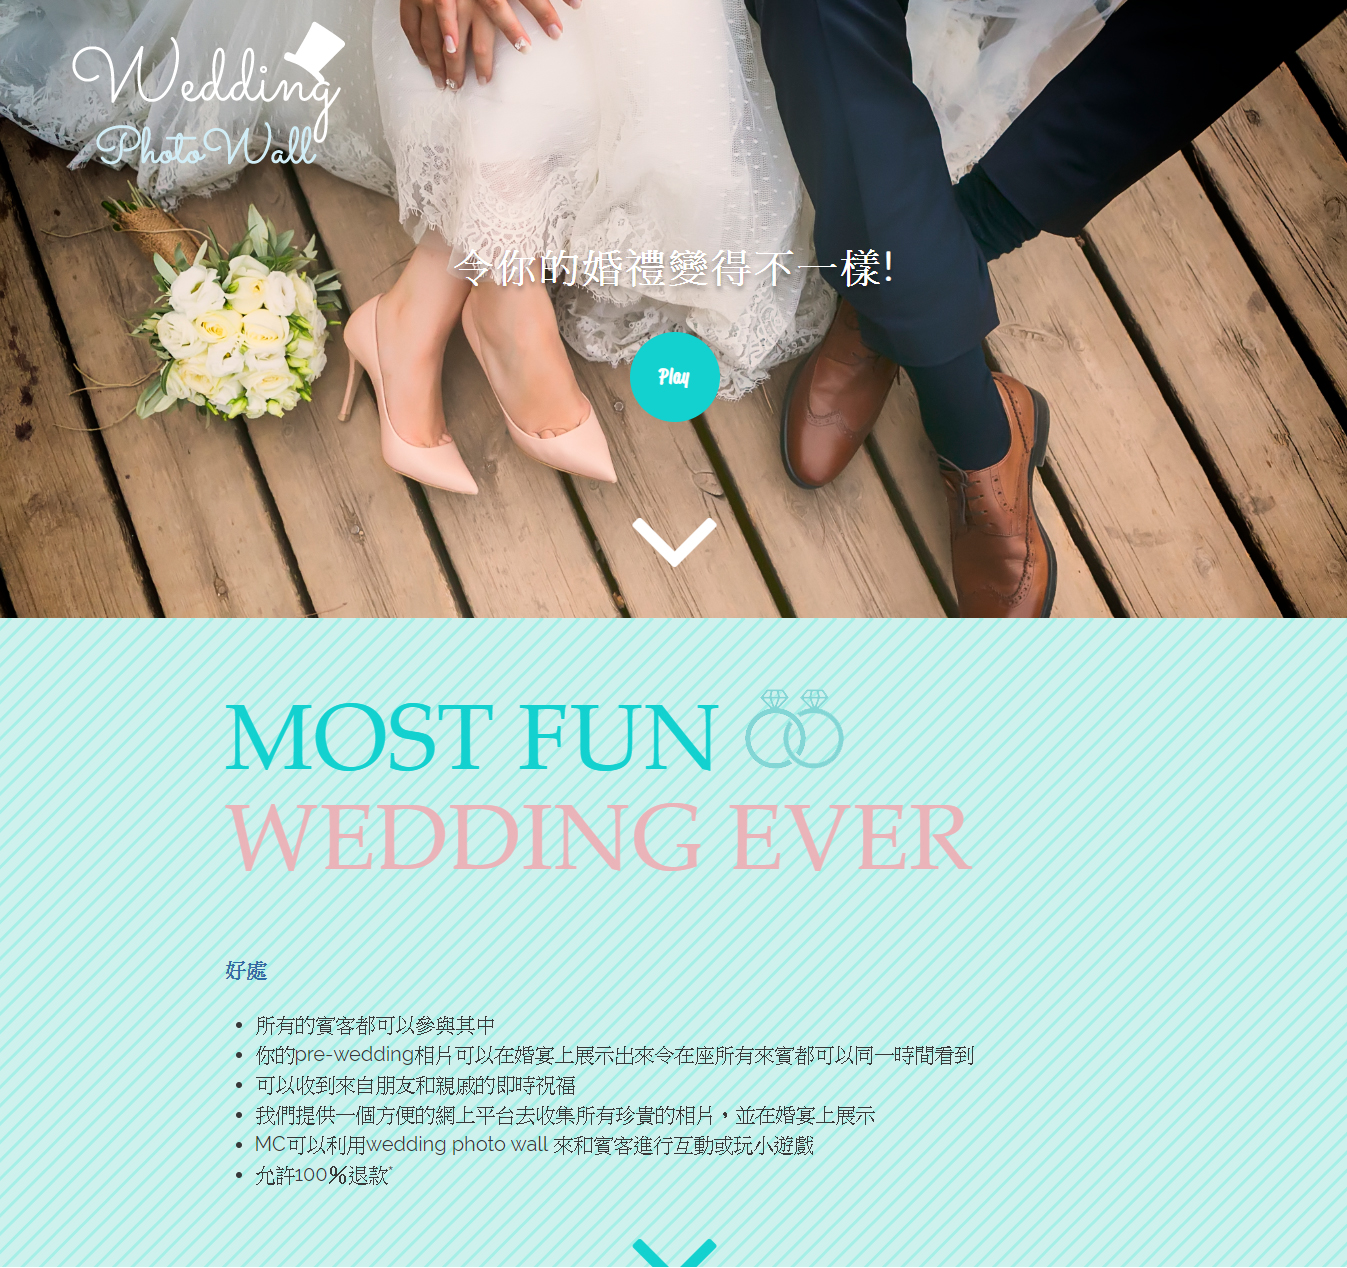 Wedding
PhotoWall
令你的婚禮變得不一樣!
Play
MOST FUN
WEDDING EVER
好處
所有的賓客都可以參與其中
你的pre-wedding相片可以在婚宴上展示出來令在座所有來賓都可以同一時間看到
可以收到來自朋友和親戚的即時祝福
我們提供一個方便的網上平台去收集所有珍貴的相片，並在婚宴上展示
MC可以利用wedding photo wall 來和賓客進行互動或玩小遊戲
允許100%退款*